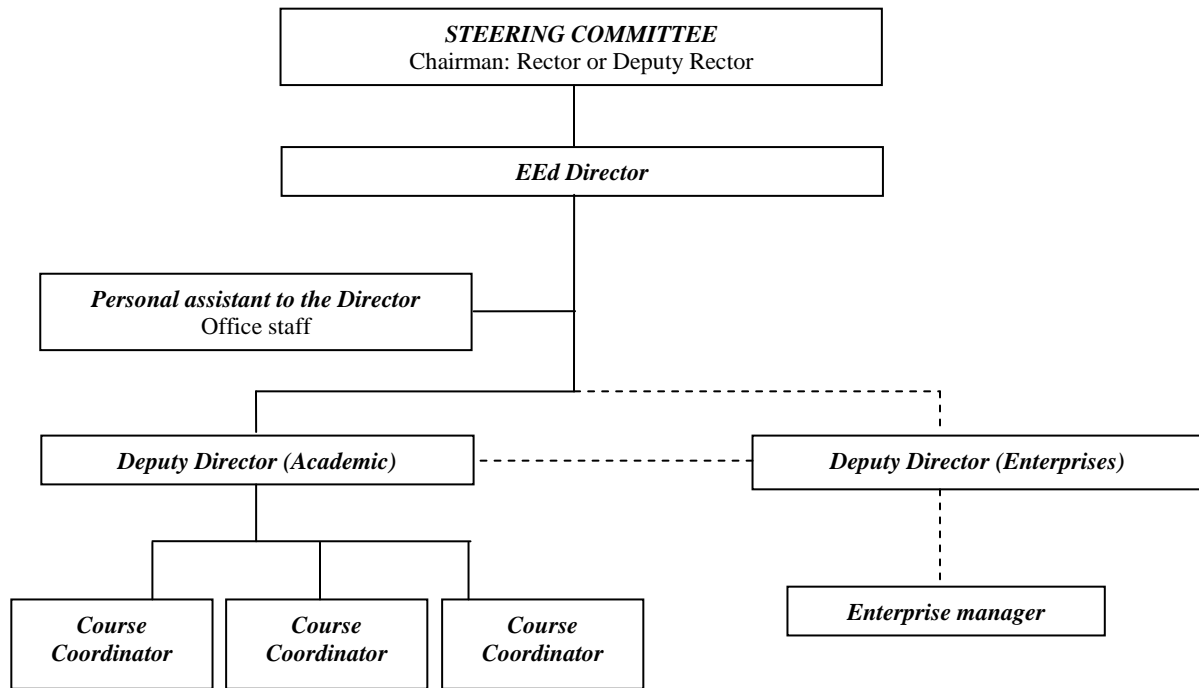 STEERING COMMITTEE
Chairman: Rector or Deputy Rector
EEd Director
Personal assistant to the Director
Office staff
Deputy Director (Academic)
Deputy Director (Enterprises)
Course
Coordinator
Course
Coordinator
Course
Coordinator
Enterprise manager